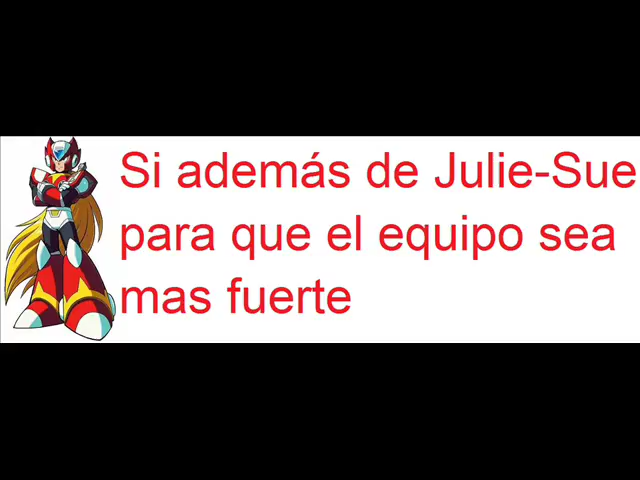 Si además de Julie-Sue
para que el equipo sea
mas fuerte